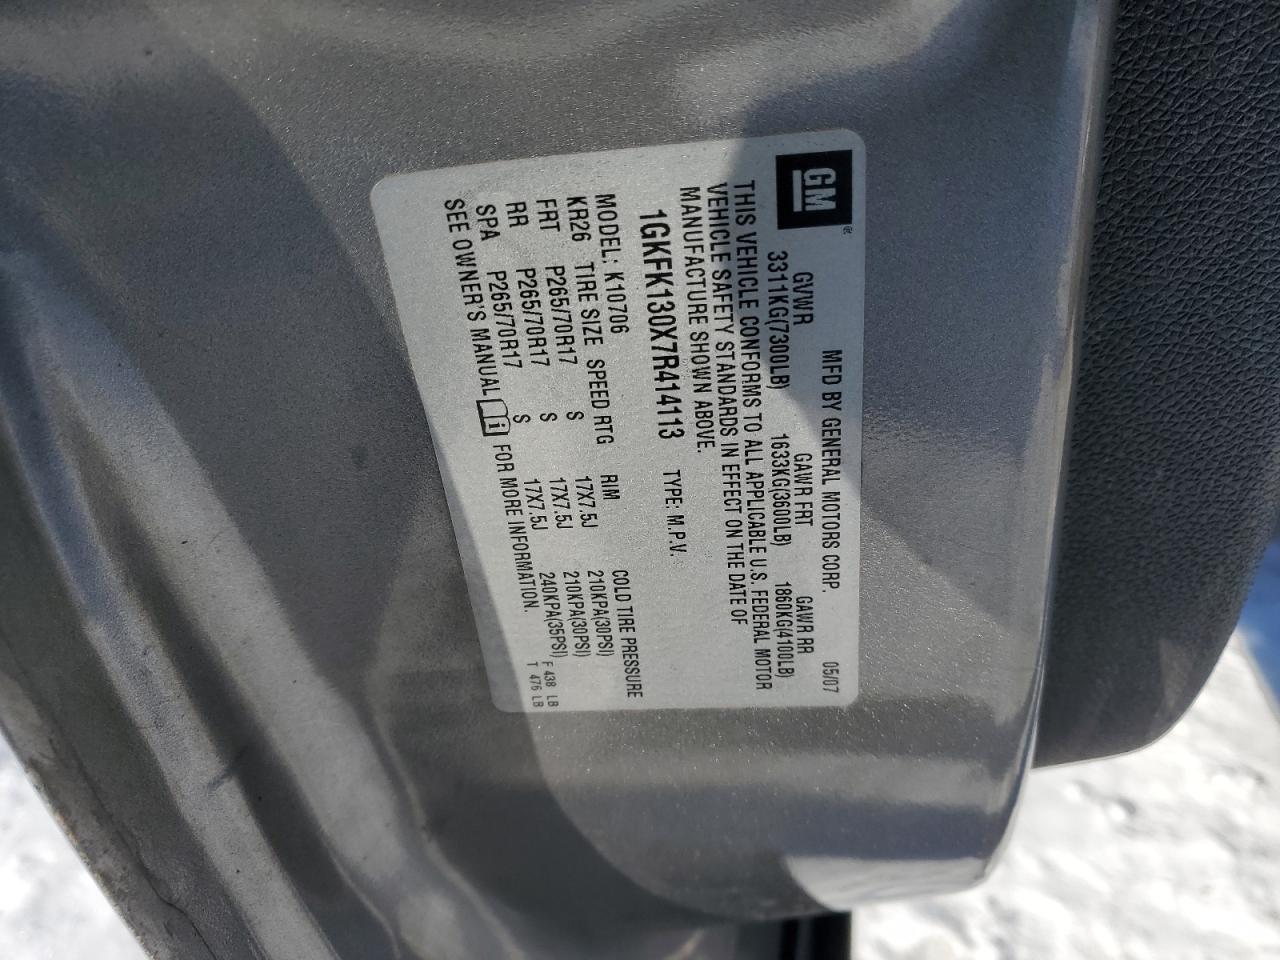 GM
MFD BY GENERAL MOTORS CORP. 05/07
GVWR GAWR FRT GAWR RR
3311KG(7300LB) 1633KG(3600LB) 1860KG(4100LB)
THIS VEHICLE CONFORMS TO ALL APPLICABLE U.S. FEDERAL MOTOR
VEHICLE SAFETY STANDARDS IN EFFECT ON THE DATE OF
MANUFACTURE SHOWN ABOVE.
1GKFK130X7R414113 TYPE: M.P.V.
MODEL: K10706
KR26 TIRE SIZE SPEED RTG RIM COLD TIRE PRESSURE
FRT P265/70R17 S 17X7.5J 210KPA(30PSI)
RR P265/70R17 S 17X7.5J 210KPA(30PSI)
SPA P265/70R17 S 17X7.5J 240KPA(35PSI) F 438 LB
SEE OWNER'S MANUAL i FOR MORE INFORMATION. T 476 LB